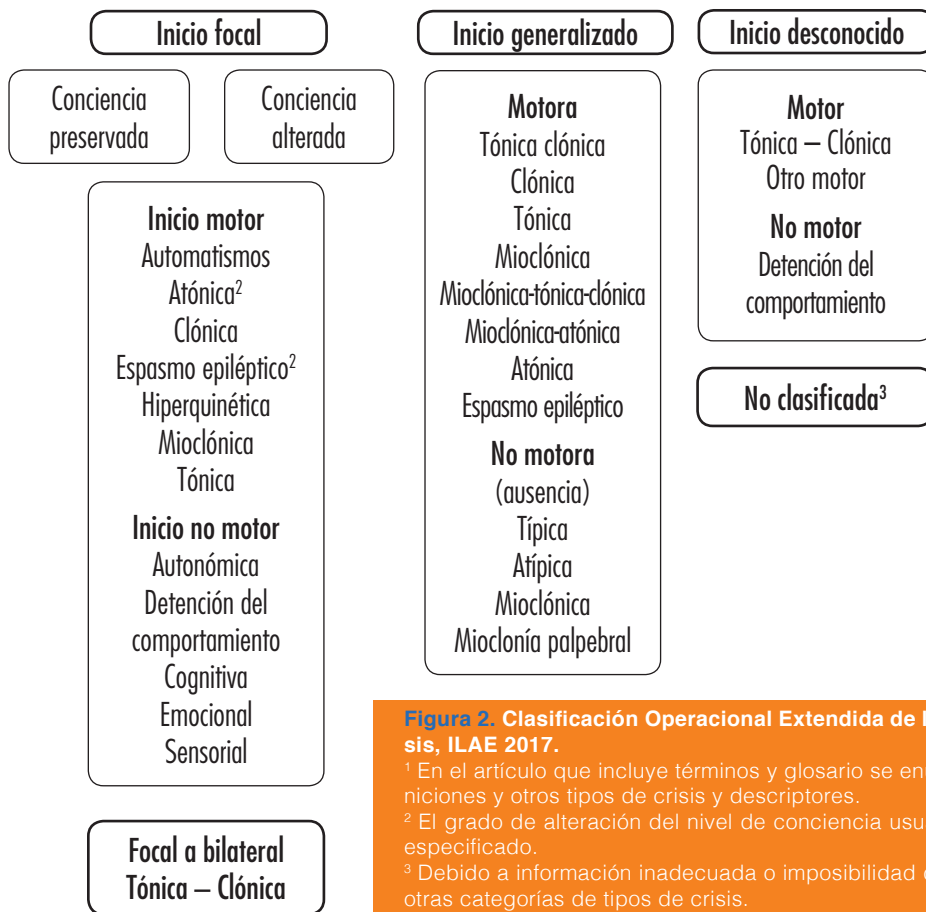 Inicio focal
Conciencia
preservada
Conciencia
alterada
Inicio motor
Automatismos
Atónica²
Clónica
Espasmo epiléptico²
Hiperquinética
Mioclónica
Tónica
Inicio no motor
Autonómica
Detención del
comportamiento
Cognitiva
Emocional
Sensorial
Focal a bilateral
Tónica – Clónica
Inicio generalizado
Motora
Tónica clónica
Clónica
Tónica
Mioclónica
Mioclónica-tónica-clónica
Mioclónica-atónica
Atónica
Espasmo epiléptico
No motora
(ausencia)
Típica
Atípica
Mioclónica
Mioclonía palpebral
Inicio desconocido
Motor
Tónica – Clónica
Otro motor
No motor
Detención del
comportamiento
No clasificada³
Figura 2. Clasificación Operacional Extendida de
sis, ILAE 2017.
¹ En el artículo que incluye términos y glosario se
niciones y otros tipos de crisis y descriptores.
² El grado de alteración del nivel de conciencia
especificado.
³ Debido a información inadecuada o imposibilidad
otras categorías de tipos de crisis.